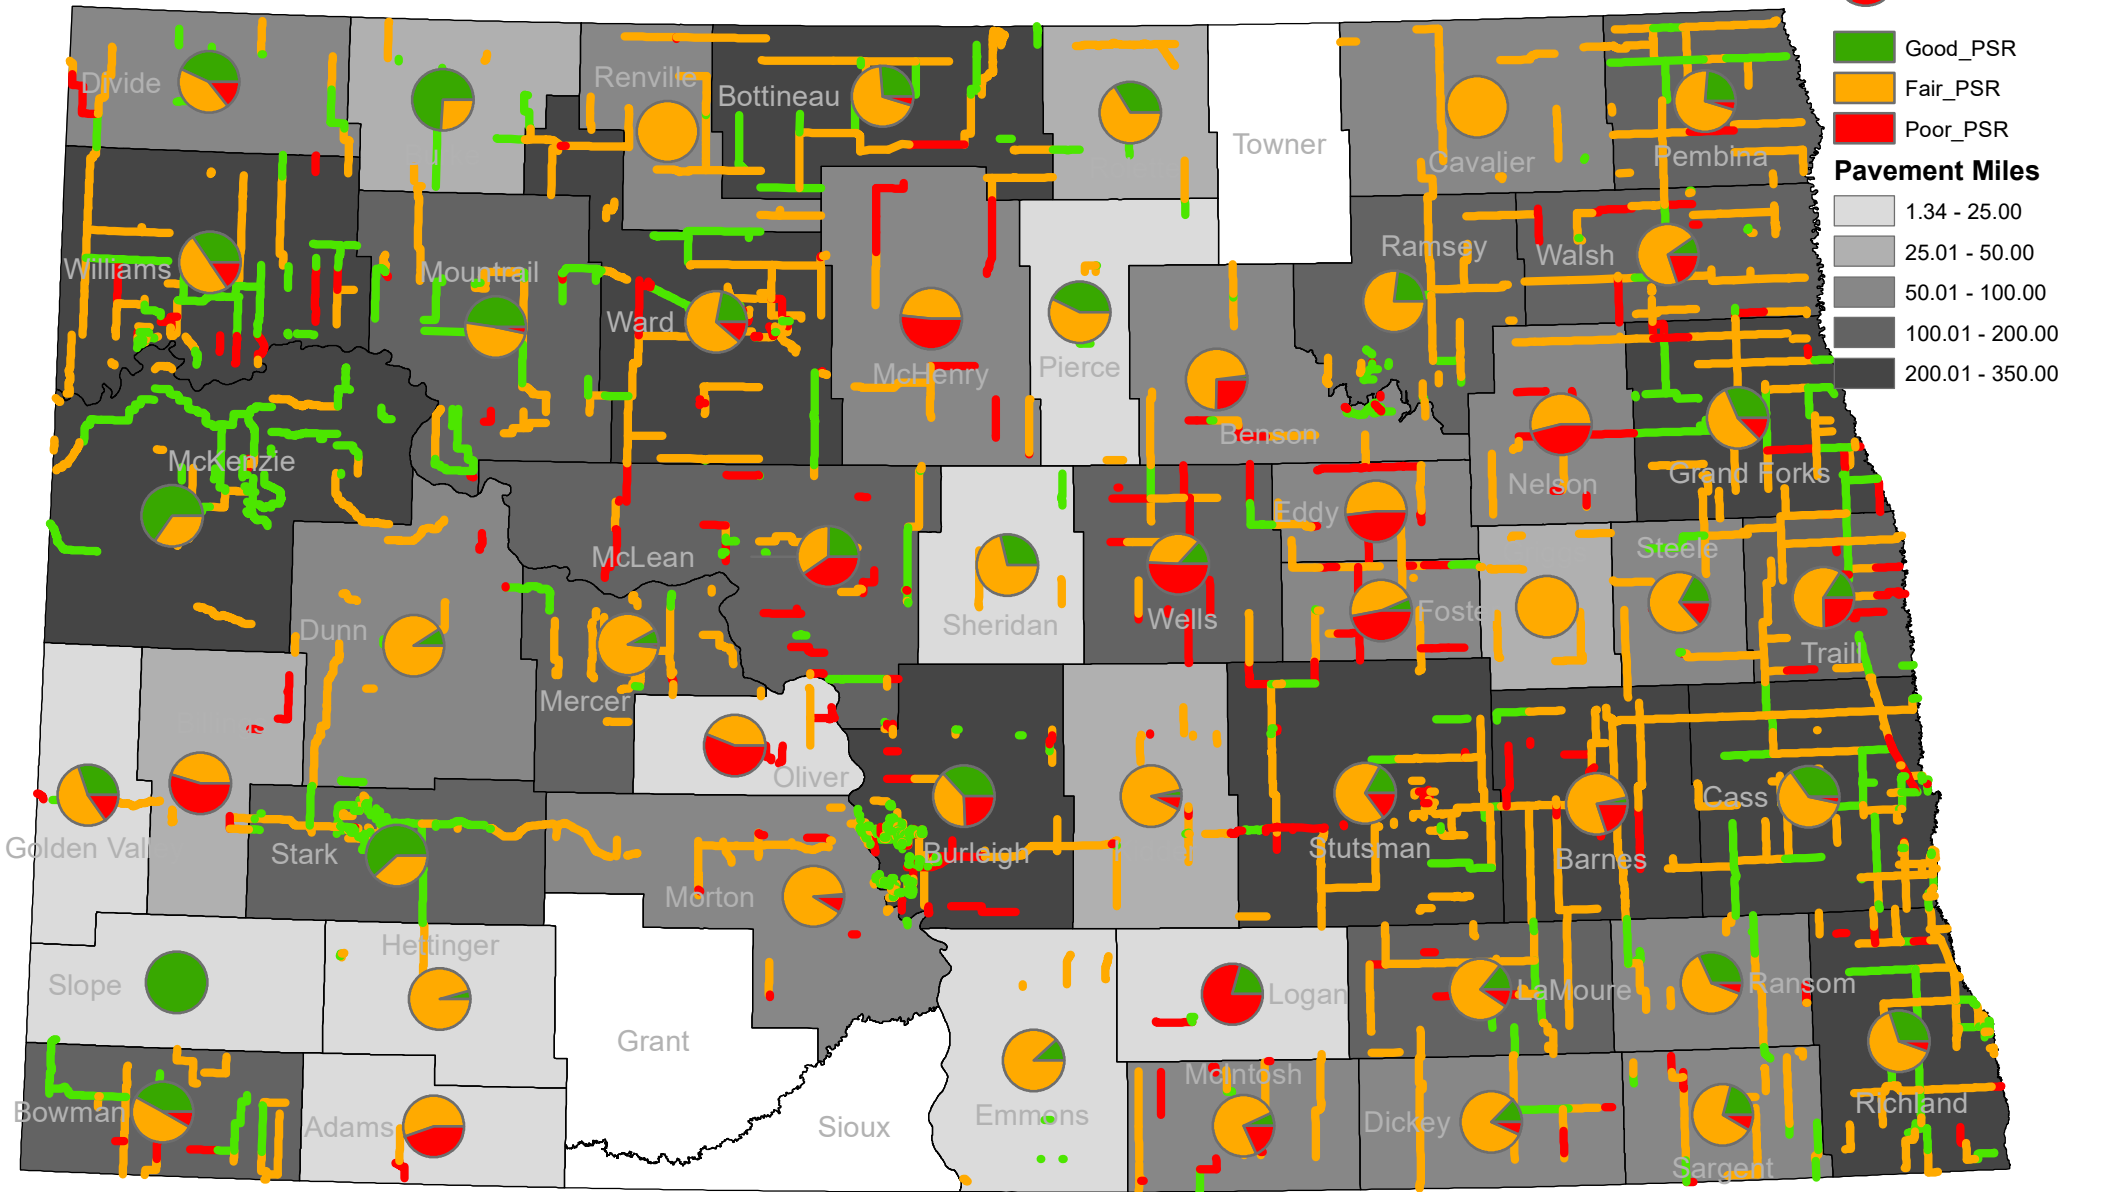 Good_PSR
Fair_PSR
Poor_PSR
Pavement Miles
1.34 - 25.00
25.01 - 50.00
50.01 - 100.00
100.01 - 200.00
200.01 - 350.00
Divide
Renville
Bottineau
Towner
Cavalier
Pembina
Williams
Mountrail
Ward
McHenry
Pierce
Benson
Ramsey
Walsh
Nelson
Grand Forks
McKenzie
McLean
Sheridan
Wells
Eddy
Foste
Steele
Traill
Dunn
Mercer
Oliver
Golden Vall
Stark
Morton
Burleigh
Stutsman
Barnes
Cass
Slope
Hettinger
Grant
Logan
LaMoure
Ransom
Bowman
Adams
Sioux
Emmons
McIntosh
Dickey
Sargent
Richland